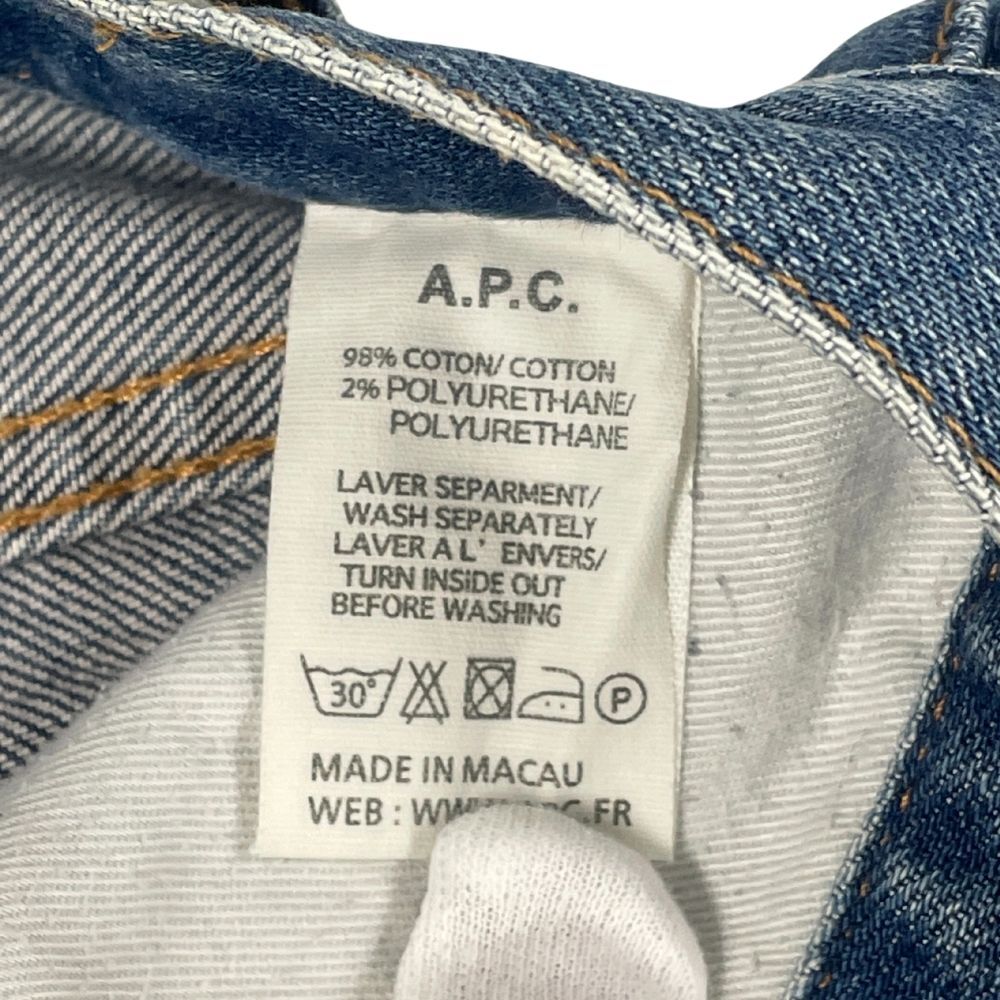 A.P.C.
98% COTON/ COTTON
2% POLYURETHANE/
POLYURETHANE
LAVER SEPARMENT/
WASH SEPARATELY
LAVER A L' ENVERS/
TURN INSIDE OUT
BEFORE WASHING
30°
P
MADE IN MACAU
WEB :